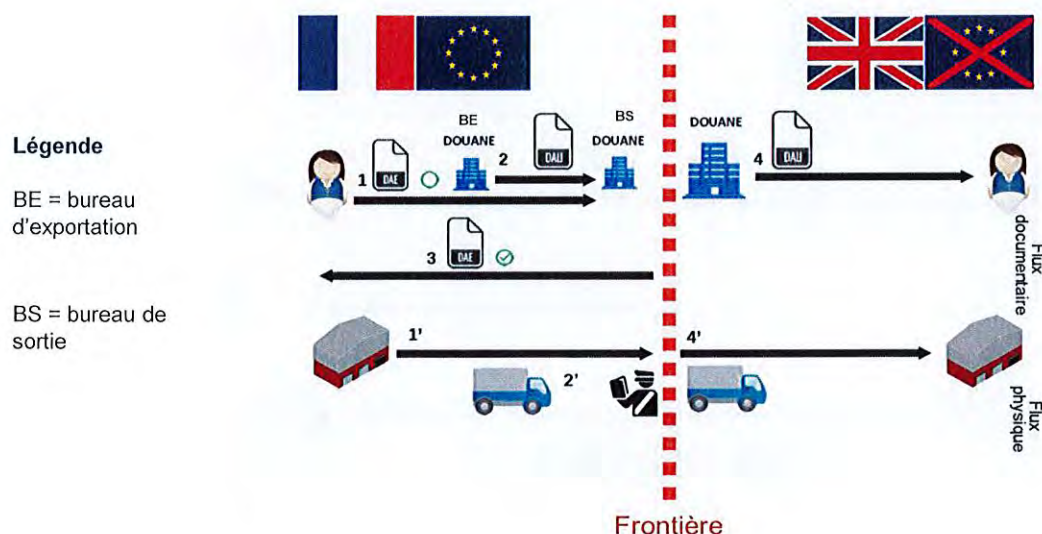 Légende
BE = bureau
d'exportation
BS = bureau de
sortie
BE
DOUANE
BS
DOUANE
DOUANE
1
DAE
2
DAU
4
DAU
3
DAE
Flux
documentaire
1'
2'
4'
Flux
physique
Frontière